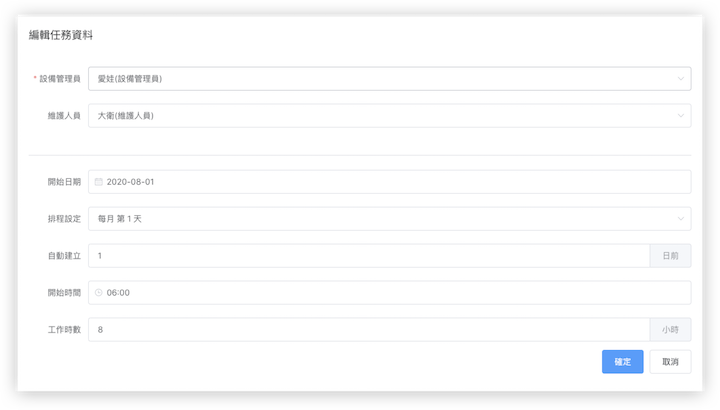 編輯任務資料
* 設備管理員 愛娃(設備管理員)
維護人員 大衛(維護人員)
開始日期 2020-08-01
排程設定 每月 第 1 天
自動建立 1 日前
開始時間 06:00
工作時數 8 小時
確定 取消